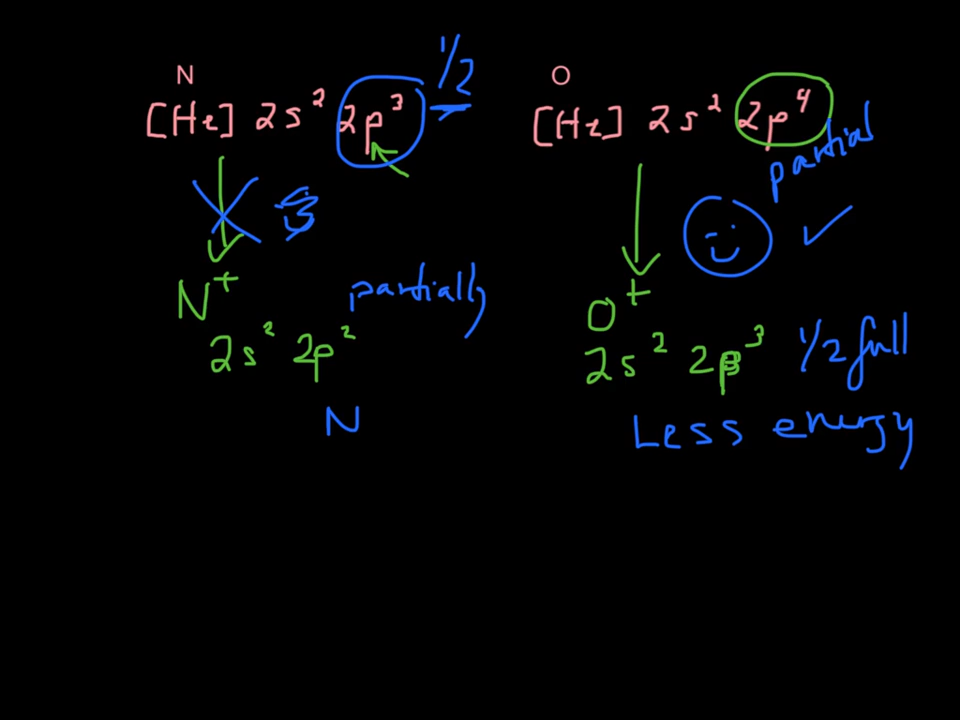 N
[He] 2s² 2p³ 1/2
N⁺
2s² 2p² partially
N
O
[He] 2s² 2p⁴
partial
O⁺
2s² 2p³ 1/2 full
Less energy